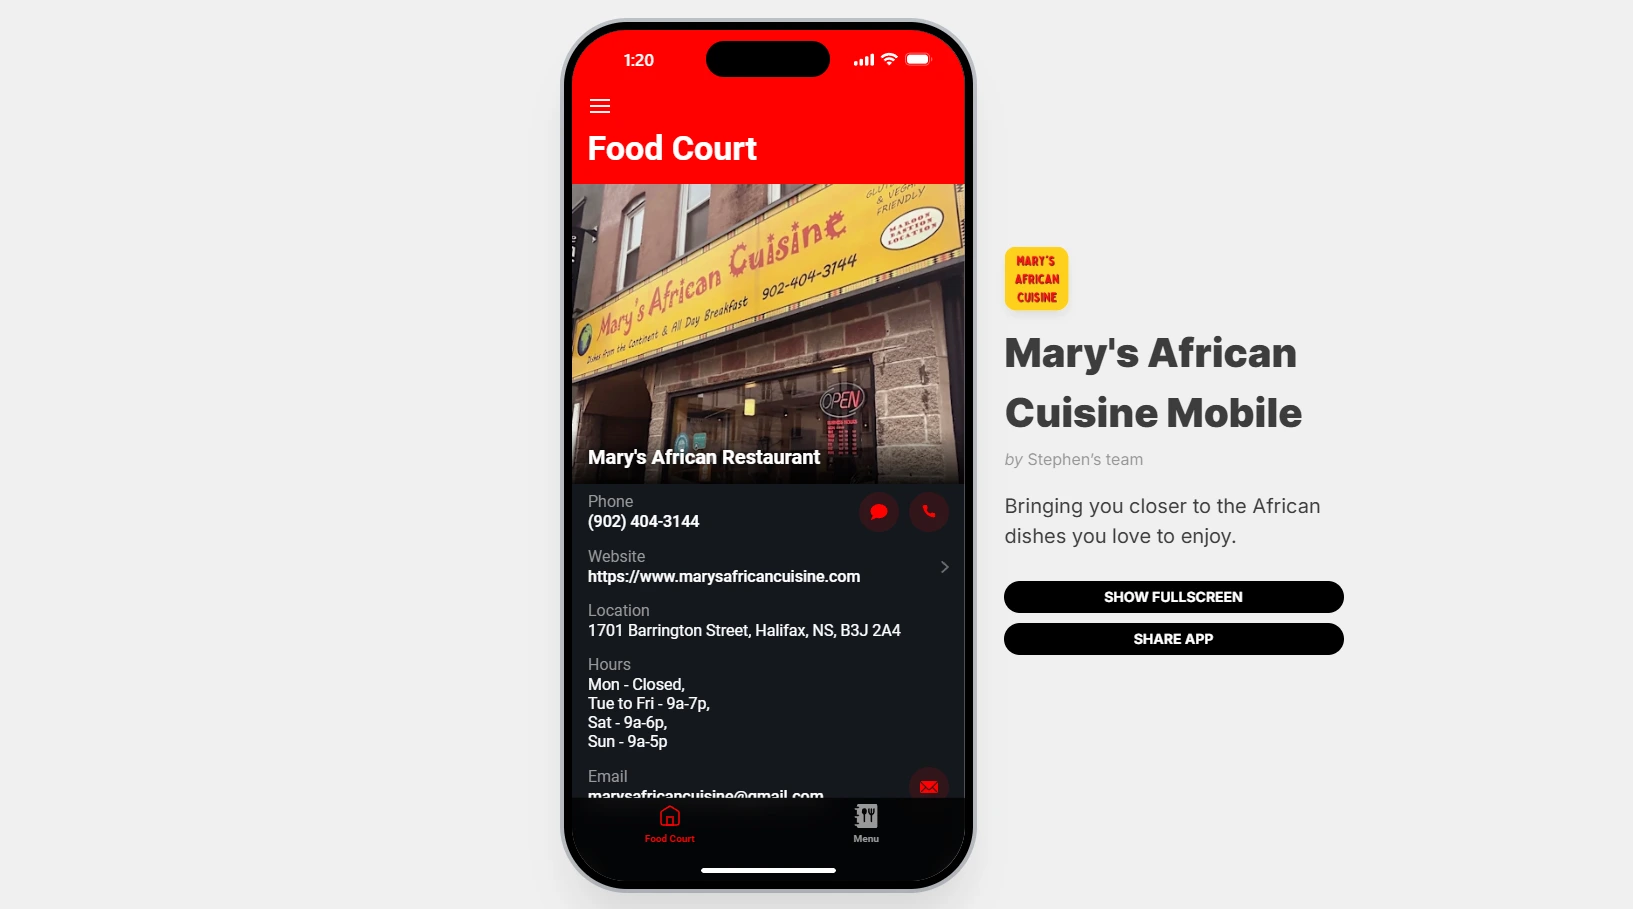 1:20
Food Court
GLUTEN
& VEGAN
FRIENDLY
MAROON
BASTION
LOCATION
Mary's African Cuisine
Dishes from the Continent & All Day Breakfast 902-404-3144
OPEN
Mary's African Restaurant
Phone
(902) 404-3144
Website
https://www.marysafricancuisine.com
Location
1701 Barrington Street, Halifax, NS, B3J 2A4
Hours
Mon - Closed,
Tue to Fri - 9a-7p,
Sat - 9a-6p,
Sun - 9a-5p
Email
marysafricancuisine@gmail.com
Food Court
Menu
MARY'S
AFRICAN
CUISINE
Mary's African
Cuisine Mobile
by Stephen's team
Bringing you closer to the African
dishes you love to enjoy.
SHOW FULLSCREEN
SHARE APP